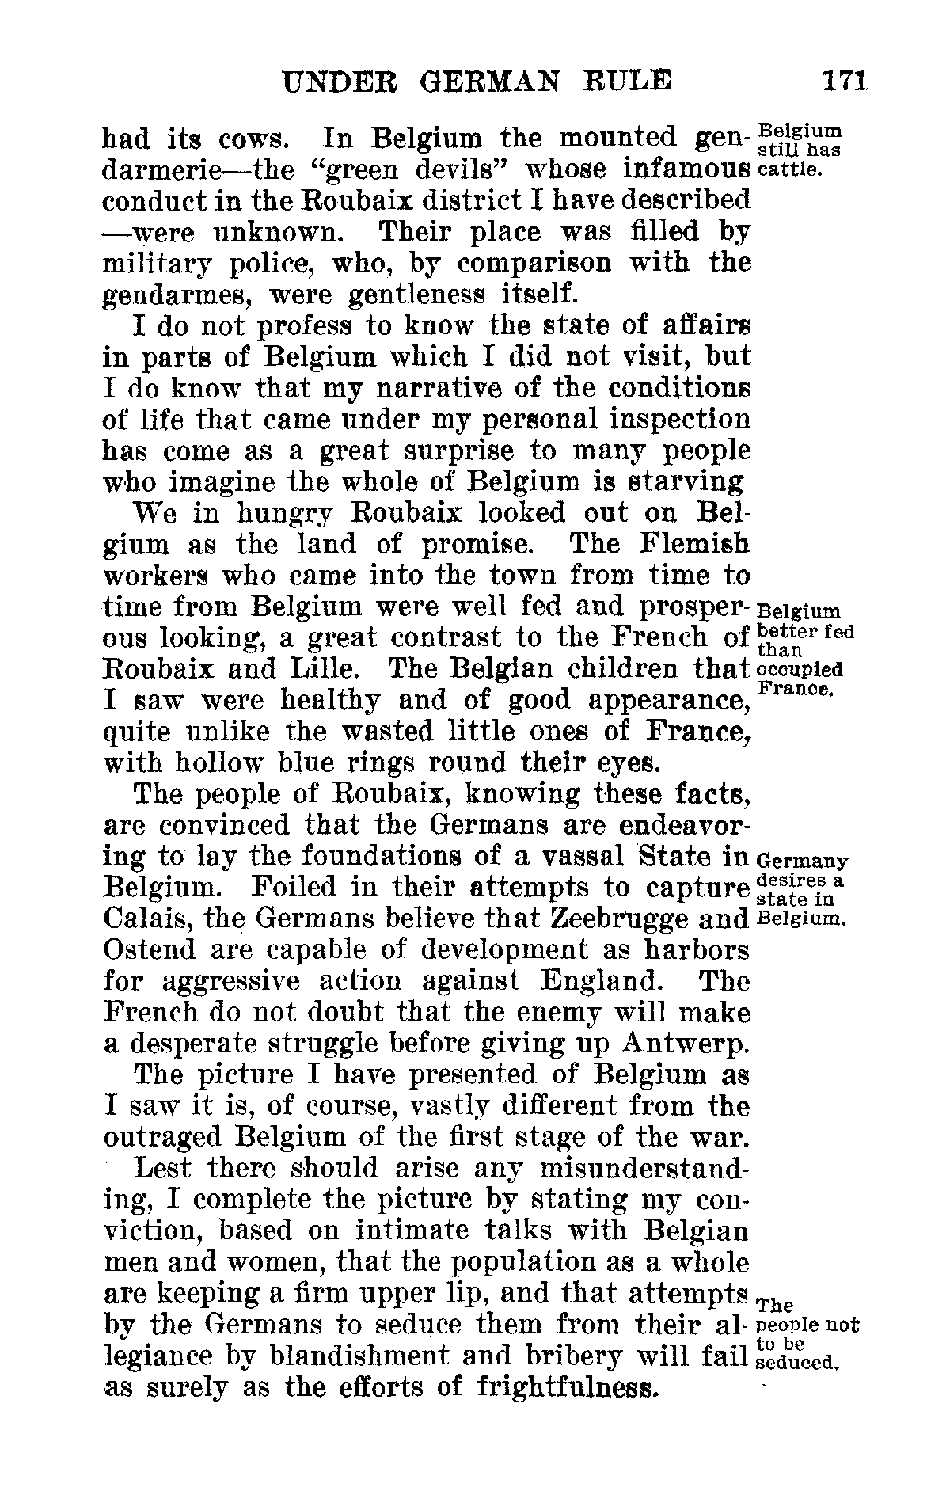 UNDER GERMAN RULE 171
had its cows. In Belgium the mounted gen-
darmerie—the “green devils” whose infamous
conduct in the Roubaix district I have described
—were unknown. Their place was filled by
military police, who, by comparison with the
gendarmes, were gentleness itself.
Belgium
still has
cattle.
I do not profess to know the state of affairs
in parts of Belgium which I did not visit, but
I do know that my narrative of the conditions
of life that came under my personal inspection
has come as a great surprise to many people
who imagine the whole of Belgium is starving
We in hungry Roubaix looked out on Bel-
gium as the land of promise. The Flemish
workers who came into the town from time to
time from Belgium were well fed and prosper-
ous looking, a great contrast to the French of
Roubaix and Lille. The Belgian children that
I saw were healthy and of good appearance,
quite unlike the wasted little ones of France,
with hollow blue rings round their eyes.
Belgium
better fed
than
occupied
France.
The people of Roubaix, knowing these facts,
are convinced that the Germans are endeavor-
ing to lay the foundations of a vassal State in
Belgium. Foiled in their attempts to capture
Calais, the Germans believe that Zeebrugge and
Ostend are capable of development as harbors
for aggressive action against England. The
French do not doubt that the enemy will make
a desperate struggle before giving up Antwerp.
Germany
desires a
state in
Belgium.
The picture I have presented of Belgium as
I saw it is, of course, vastly different from the
outraged Belgium of the first stage of the war.
Lest there should arise any misunderstand-
ing, I complete the picture by stating my con-
viction, based on intimate talks with Belgian
men and women, that the population as a whole
are keeping a firm upper lip, and that attempts
by the Germans to seduce them from their al-
legiance by blandishment and bribery will fail
as surely as the efforts of frightfulness.
The
people not
to be
seduced.